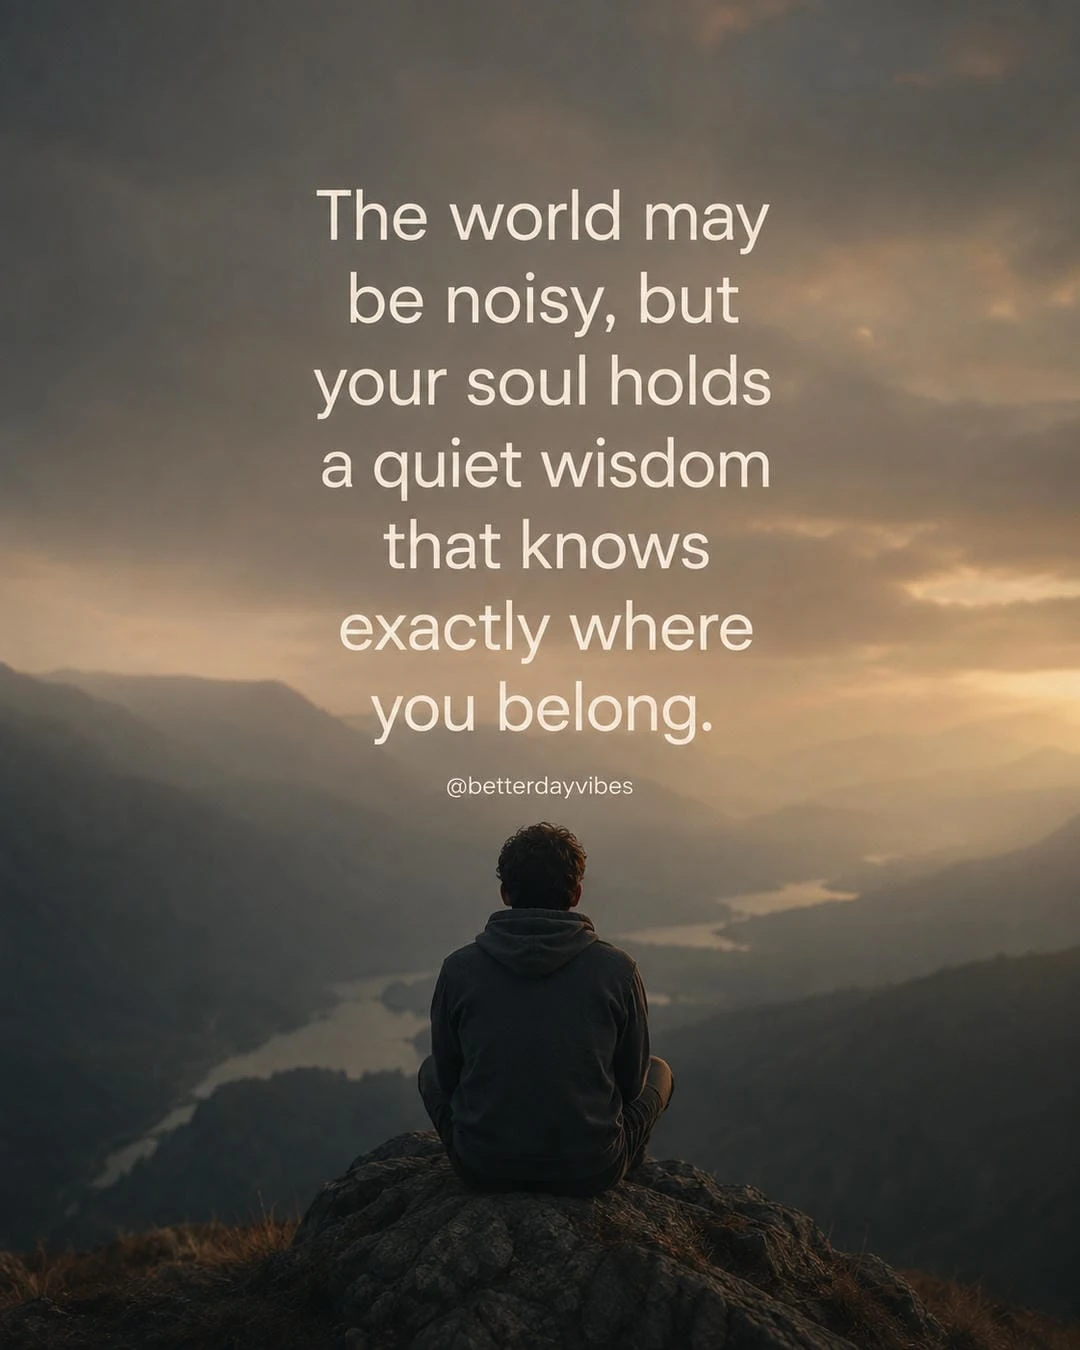 The world may
be noisy, but
your soul holds
a quiet wisdom
that knows
exactly where
you belong.
@betterdayvibes